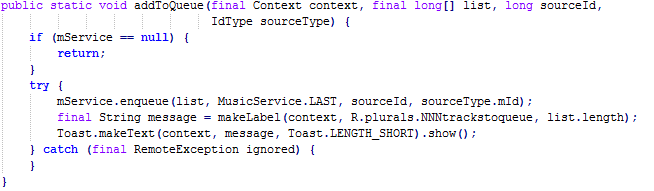 public static void addToQueue(final Context context, final long[] list, long sourceId,
IdType sourceType) {
if (mService == null) {
return;
}
try {
mService.enqueue(list, MusicService.LAST, sourceId, sourceType.mId);
final String message = makeLabel(context, R.plurals.NNNtrackstoqueue, list.length);
Toast.makeText(context, message, Toast.LENGTH_SHORT).show();
} catch (final RemoteException ignored) {
}
}